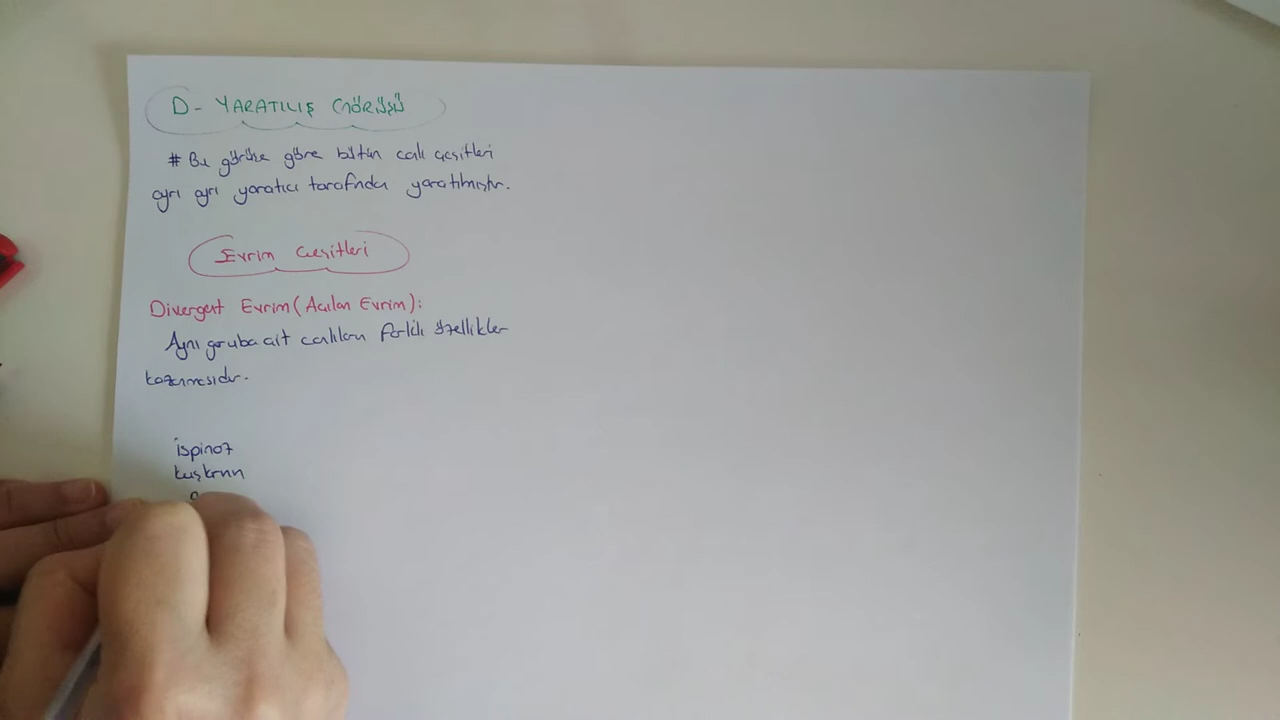 D- YARATILIŞ GÖRÜŞÜ
# Bu görüşe göre bütün canlı çeşitleri
ayrı ayrı yaratıcı tarafından yaratılmıştır.
Evrim Çeşitleri
Divergent Evrim (Açılan Evrim):
Aynı gruba ait canlıların farklı özellikler
kazanmasıdır.
İspinoz
kuşlarının